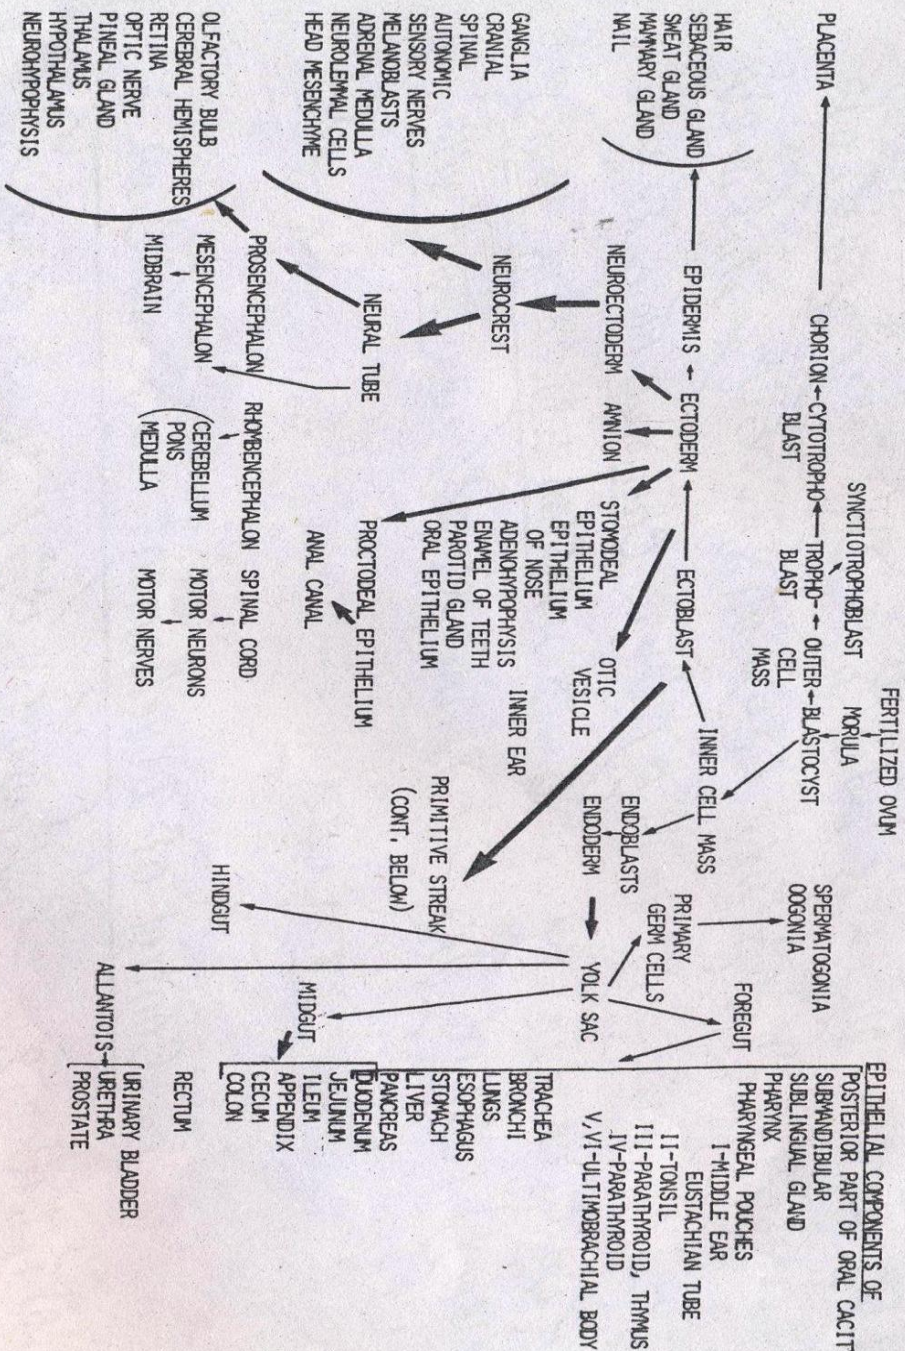 FERTILIZED OVUM
MORULA
BLASTOCYST
OUTER
CELL
MASS
TROPHO-
BLAST
SYNCTIOTROPHOBLAST
CYTOTROPHO
BLAST
CHORION
PLACENTA
INNER CELL MASS
ECTOBLAST
ECTODERM
EPIDERMIS
HAIR
SEBACEOUS GLAND
SWEAT GLAND
MAMMARY GLAND
NAIL
NEUROECTODERM
AMNION
STOMODEAL
EPITHELIUM
EPITHELIUM
OF NOSE
ADENOHYPOPHYSIS
ENAMEL OF TEETH
PAROTID GLAND
ORAL EPITHELIUM
OTIC
VESICLE
INNER EAR
NEUROCREST
GANGLIA
CRANIAL
SPINAL
AUTONOMIC
SENSORY NERVES
MELANOBLASTS
ADRENAL MEDULLA
NEUROLEMMAL CELLS
HEAD MESENCHYME
NEURAL TUBE
PROCTODEAL EPITHELIUM
ANAL CANAL
PROSENCEPHALON
OLFACTORY BULB
CEREBRAL HEMISPHERES
RETINA
OPTIC NERVE
PINEAL GLAND
THALAMUS
HYPOTHALAMUS
NEUROHYPOPHYSIS
MESENCEPHALON
MIDBRAIN
RHOMBENCEPHALON
CEREBELLUM
PONS
MEDULLA
SPINAL CORD
MOTOR NEURONS
MOTOR NERVES
ENDOBLASTS
ENDODERM
PRIMITIVE STREAK
(CONT. BELOW)
YOLK SAC
PRIMARY
GERM CELLS
SPERMATOGONIA
OOGONIA
FOREGUT
MIDGUT
HINDGUT
ALLANTOIS
EPITHELIAL COMPONENTS OF
POSTERIOR PART OF ORAL CACITY
SUBMANDIBULAR
SUBLINGUAL GLAND
PHARYNX
PHARYNGEAL POUCHES
I-MIDDLE EAR
EUSTACHIAN TUBE
II-TONSIL
III-PARATHYROID, THYMUS
IV-PARATHYROID
V,VI-ULTIMOBRACHIAL BODY
TRACHEA
BRONCHI
LUNGS
ESOPHAGUS
STOMACH
LIVER
PANCREAS
DUODENUM
JEJUNUM
ILEUM
APPENDIX
CECUM
COLON
RECTUM
URINARY BLADDER
URETHRA
PROSTATE